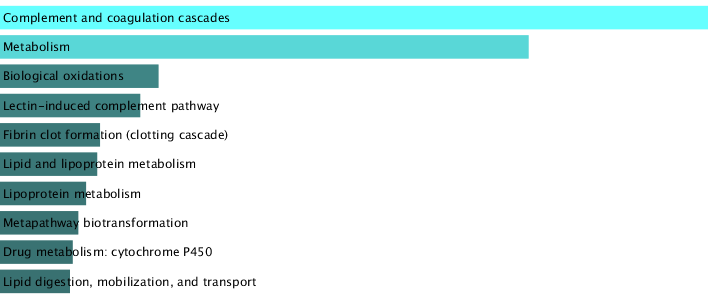 Complement and coagulation cascades
Metabolism
Biological oxidations
Lectin-induced complement pathway
Fibrin clot formation (clotting cascade)
Lipid and lipoprotein metabolism
Lipoprotein metabolism
Metapathway biotransformation
Drug metabolism: cytochrome P450
Lipid digestion, mobilization, and transport